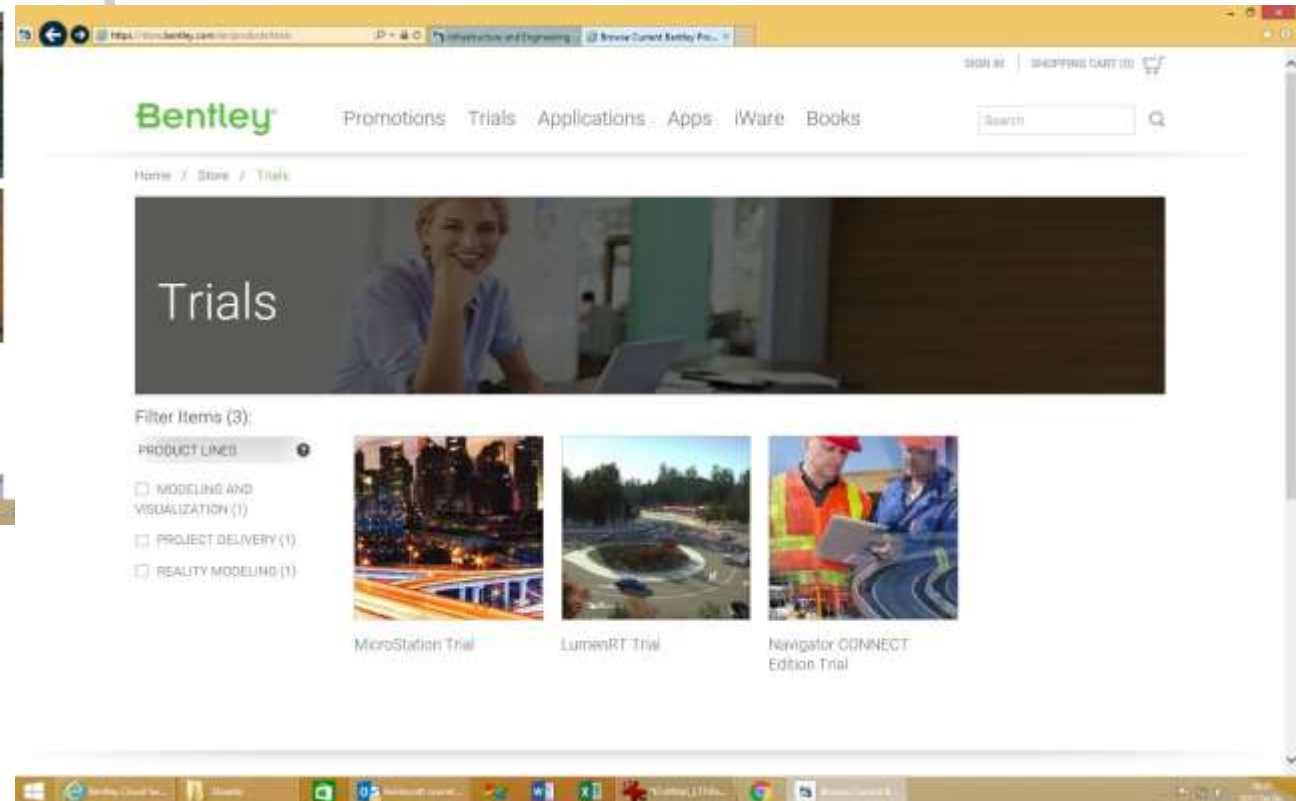 SIGN IN | SHOPPING CART (0)
Bentley
Promotions Trials Applications Apps iWare Books
Search
Home / Store / Trials
Trials
Filter Items (3):
PRODUCT LINES
MODELING AND
VISUALIZATION (1)
PROJECT DELIVERY (1)
REALITY MODELING (1)
MicroStation Trial
LumenRT Trial
Navigator CONNECT
Edition Trial